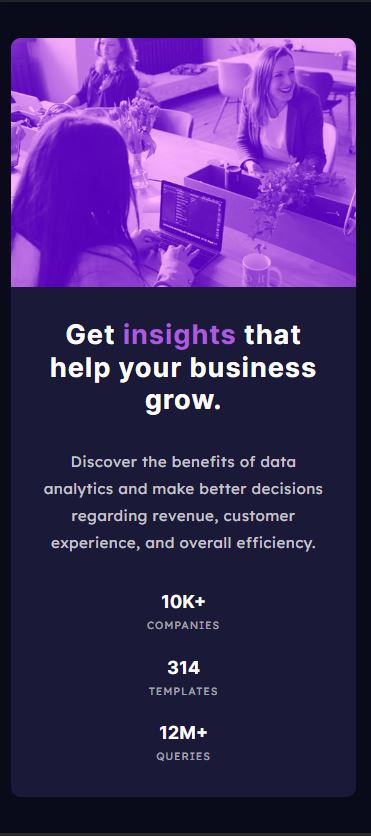 Get insights that
help your business
grow.
Discover the benefits of data
analytics and make better decisions
regarding revenue, customer
experience, and overall efficiency.
10K+
COMPANIES
314
TEMPLATES
12M+
QUERIES